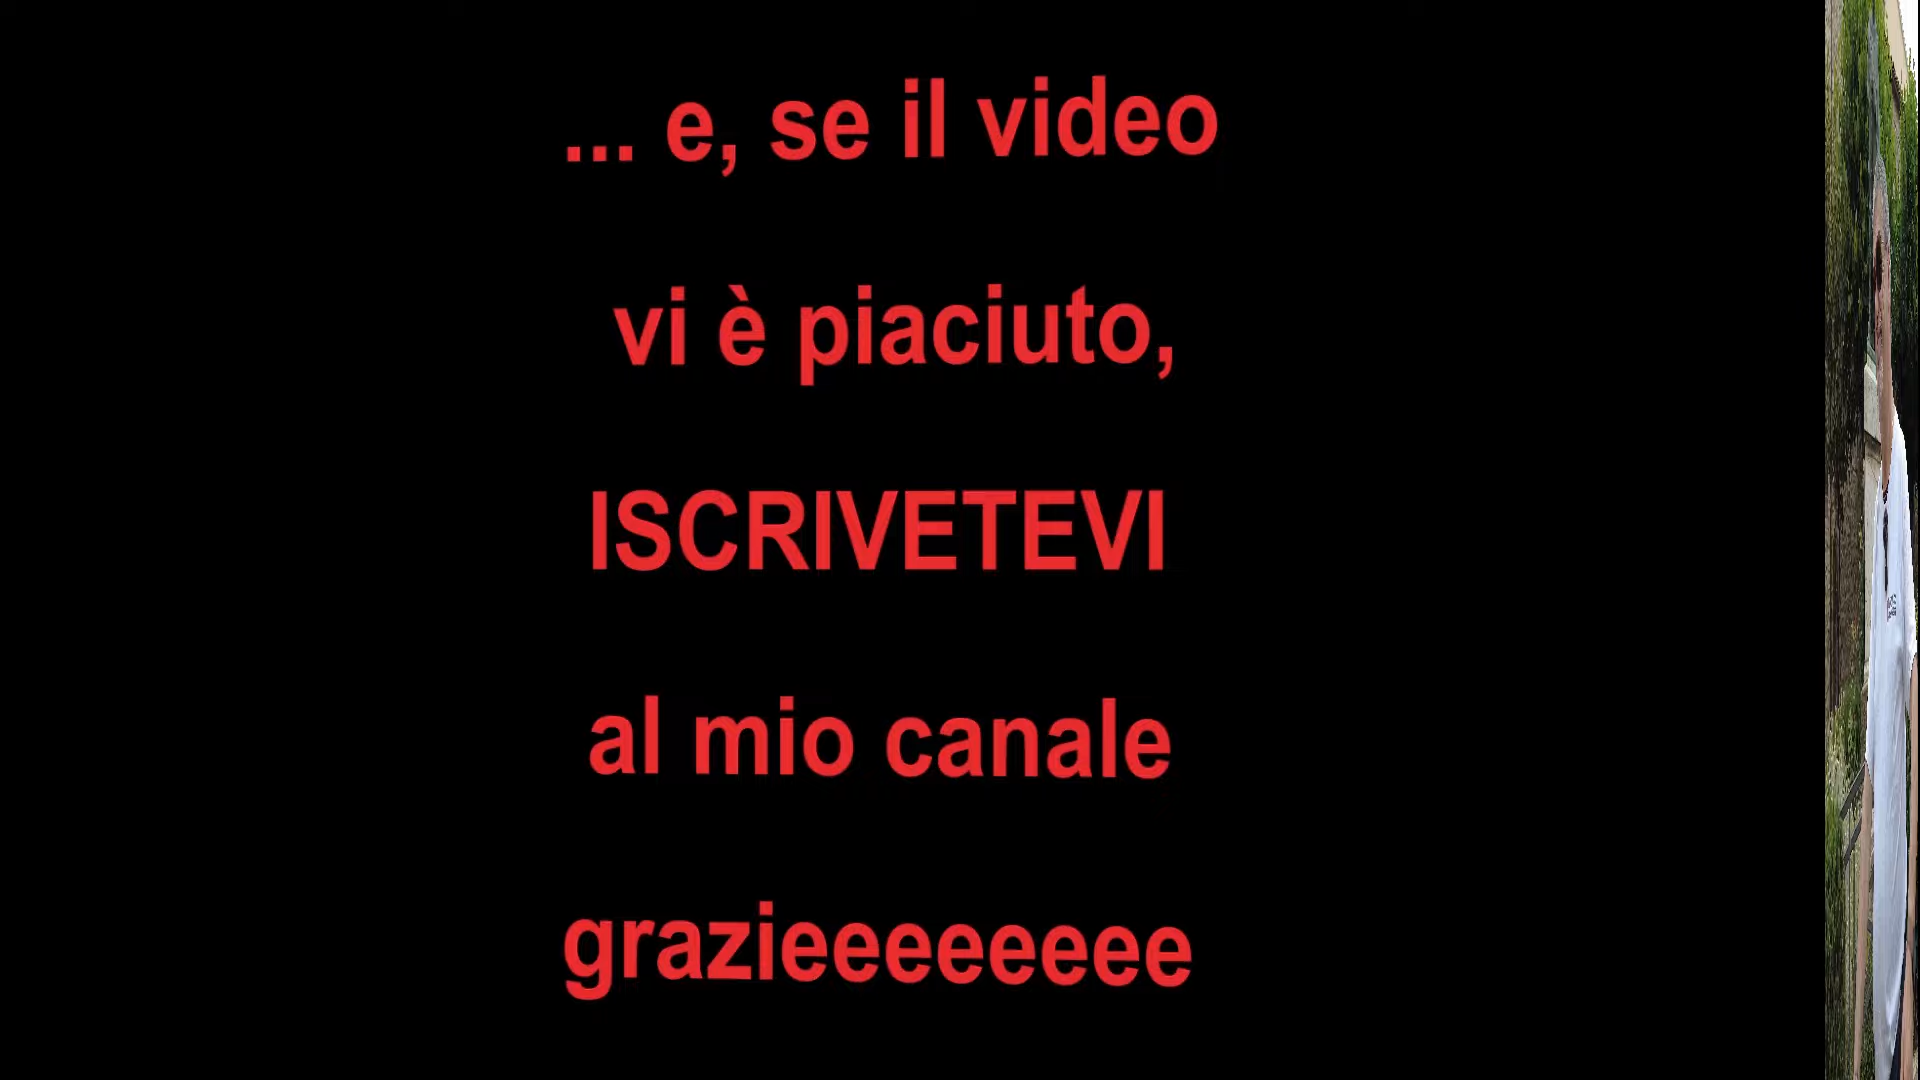 ... e, se il video
vi è piaciuto,
ISCRIVETEVI
al mio canale
grazieeeeeeee